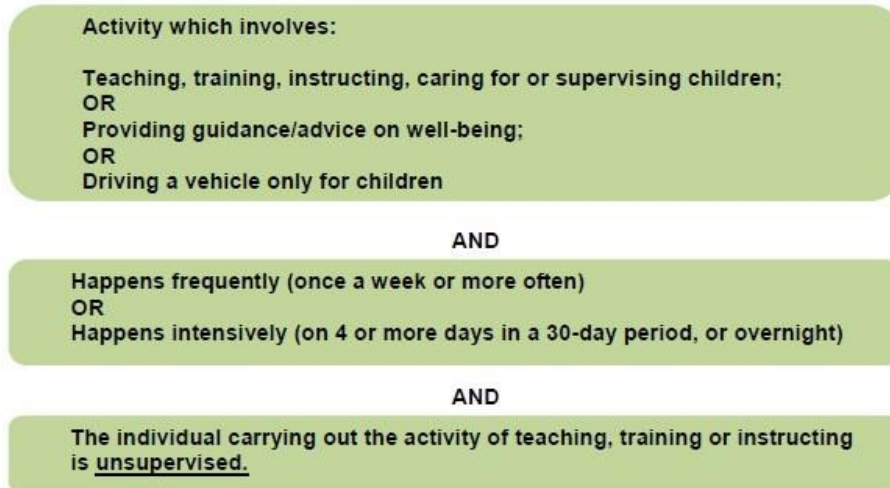 Activity which involves:
Teaching, training, instructing, caring for or supervising children;
OR
Providing guidance/advice on well-being;
OR
Driving a vehicle only for children
AND
Happens frequently (once a week or more often)
OR
Happens intensively (on 4 or more days in a 30-day period, or overnight)
AND
The individual carrying out the activity of teaching, training or instructing
is unsupervised.